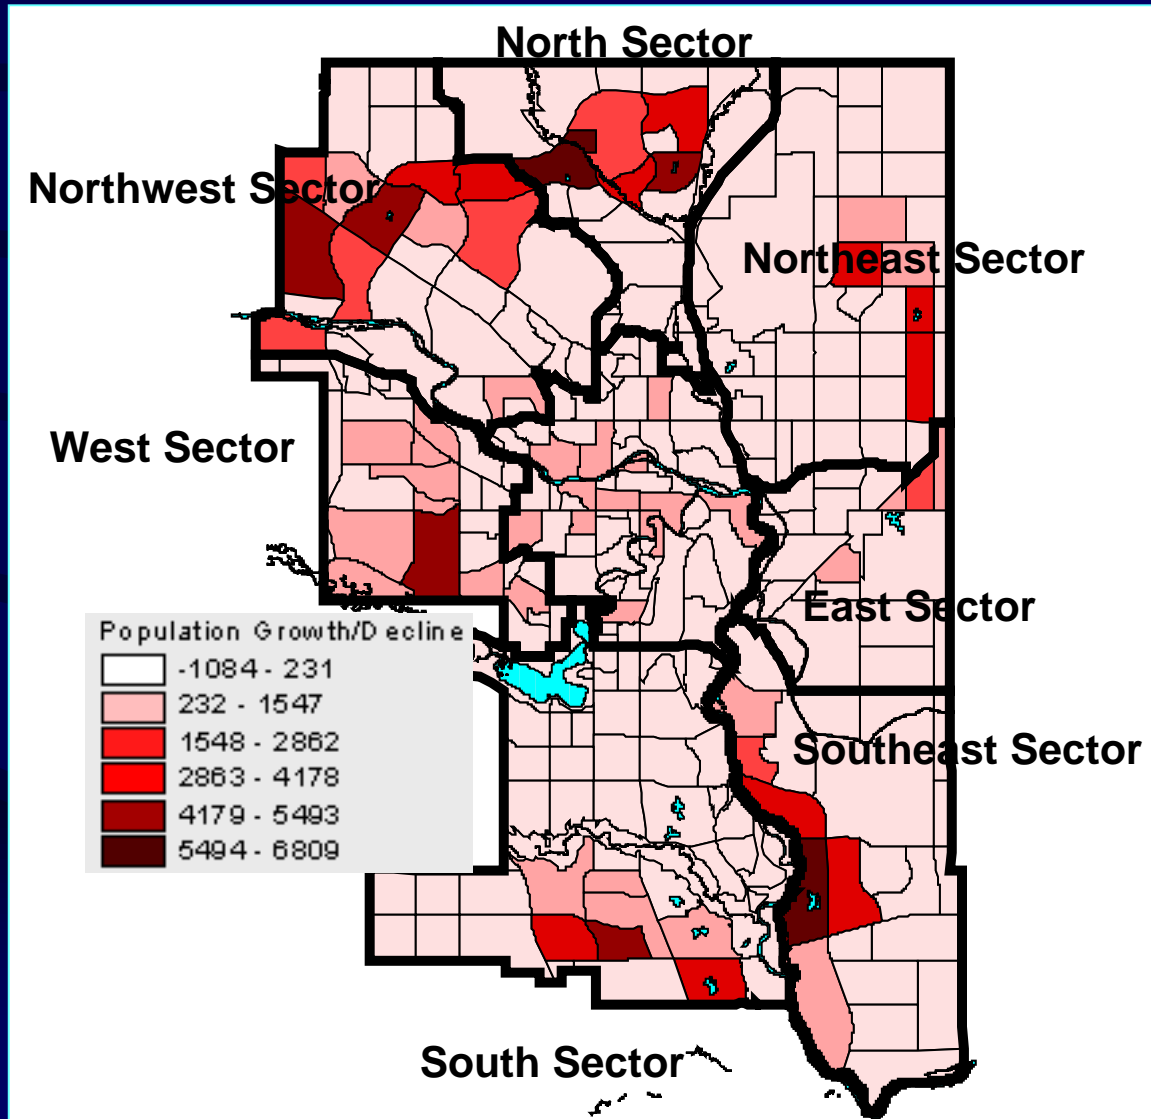 North Sector
Northwest Sector
Northeast Sector
West Sector
East Sector
Population Growth/Decline
-1084 - 231
232 - 1547
1548 - 2862
2863 - 4178
4179 - 5493
5494 - 6809
Southeast Sector
South Sector